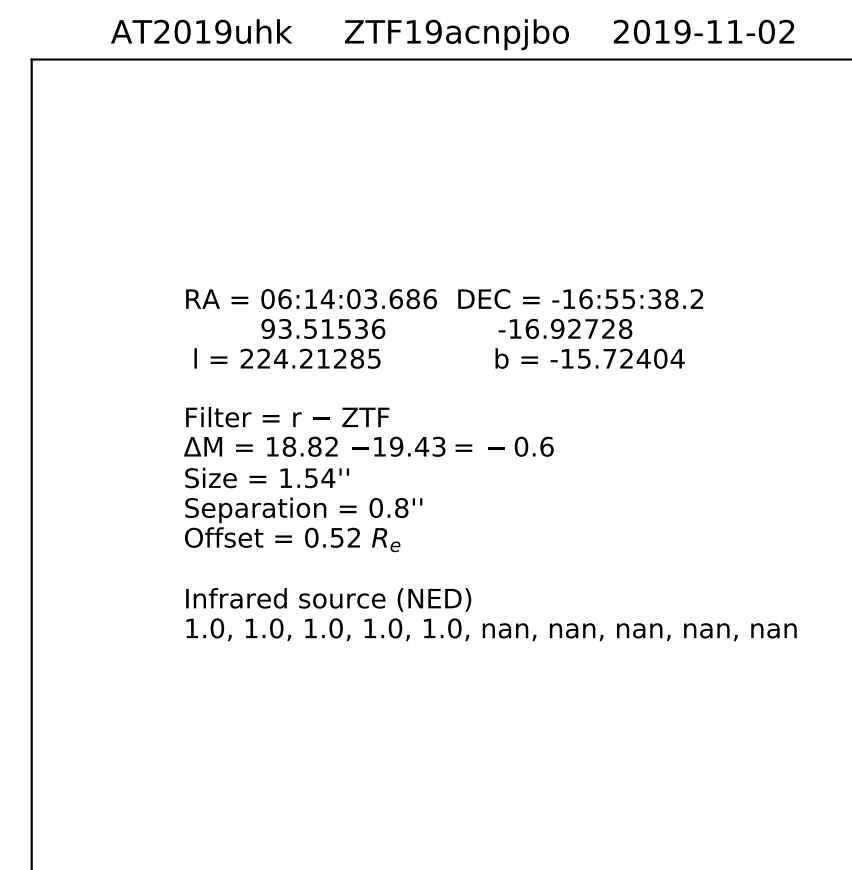 AT2019uhk ZTF19acnpjbo 2019-11-02
RA = 06:14:03.686 DEC = -16:55:38.2
93.51536 -16.92728
l = 224.21285 b = -15.72404
Filter = r − ZTF
ΔM = 18.82 −19.43 = − 0.6
Size = 1.54''
Separation = 0.8''
Offset = 0.52 Re
Infrared source (NED)
1.0, 1.0, 1.0, 1.0, 1.0, nan, nan, nan, nan, nan